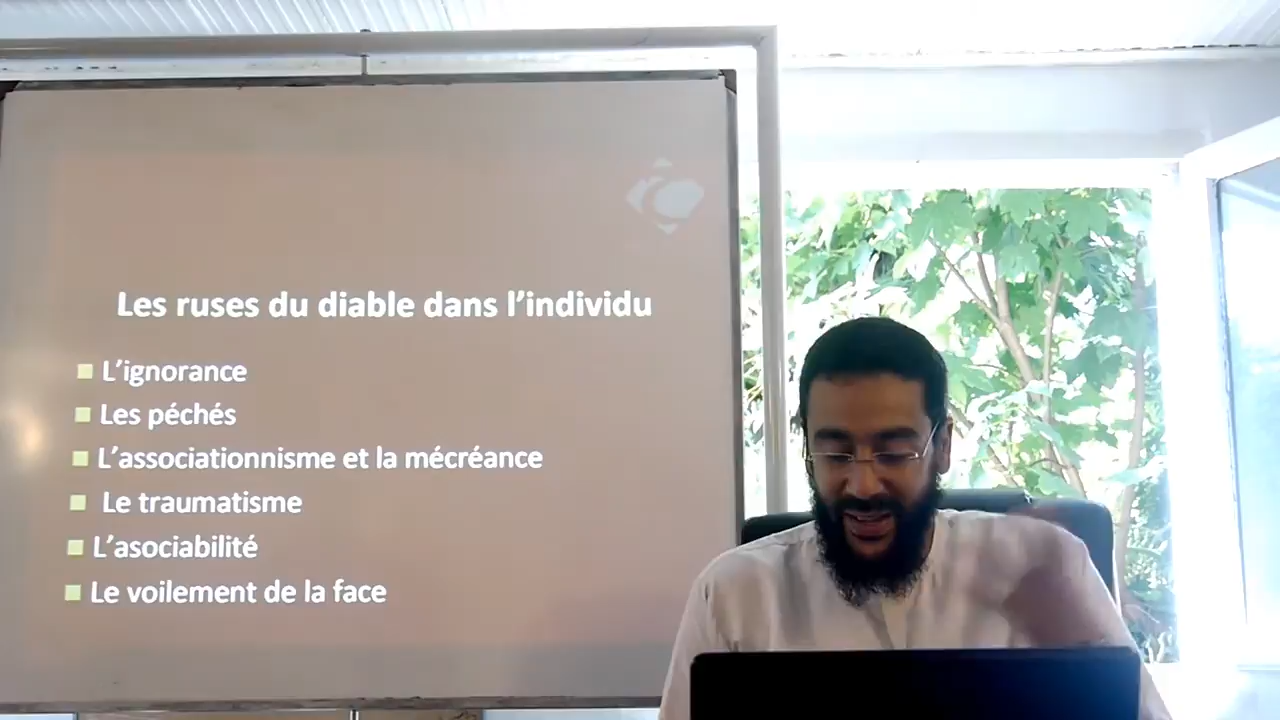 Les ruses du diable dans l’individu
L’ignorance
Les péchés
L’associationnisme et la mécréance
Le traumatisme
L’asociabilité
Le voilement de la face